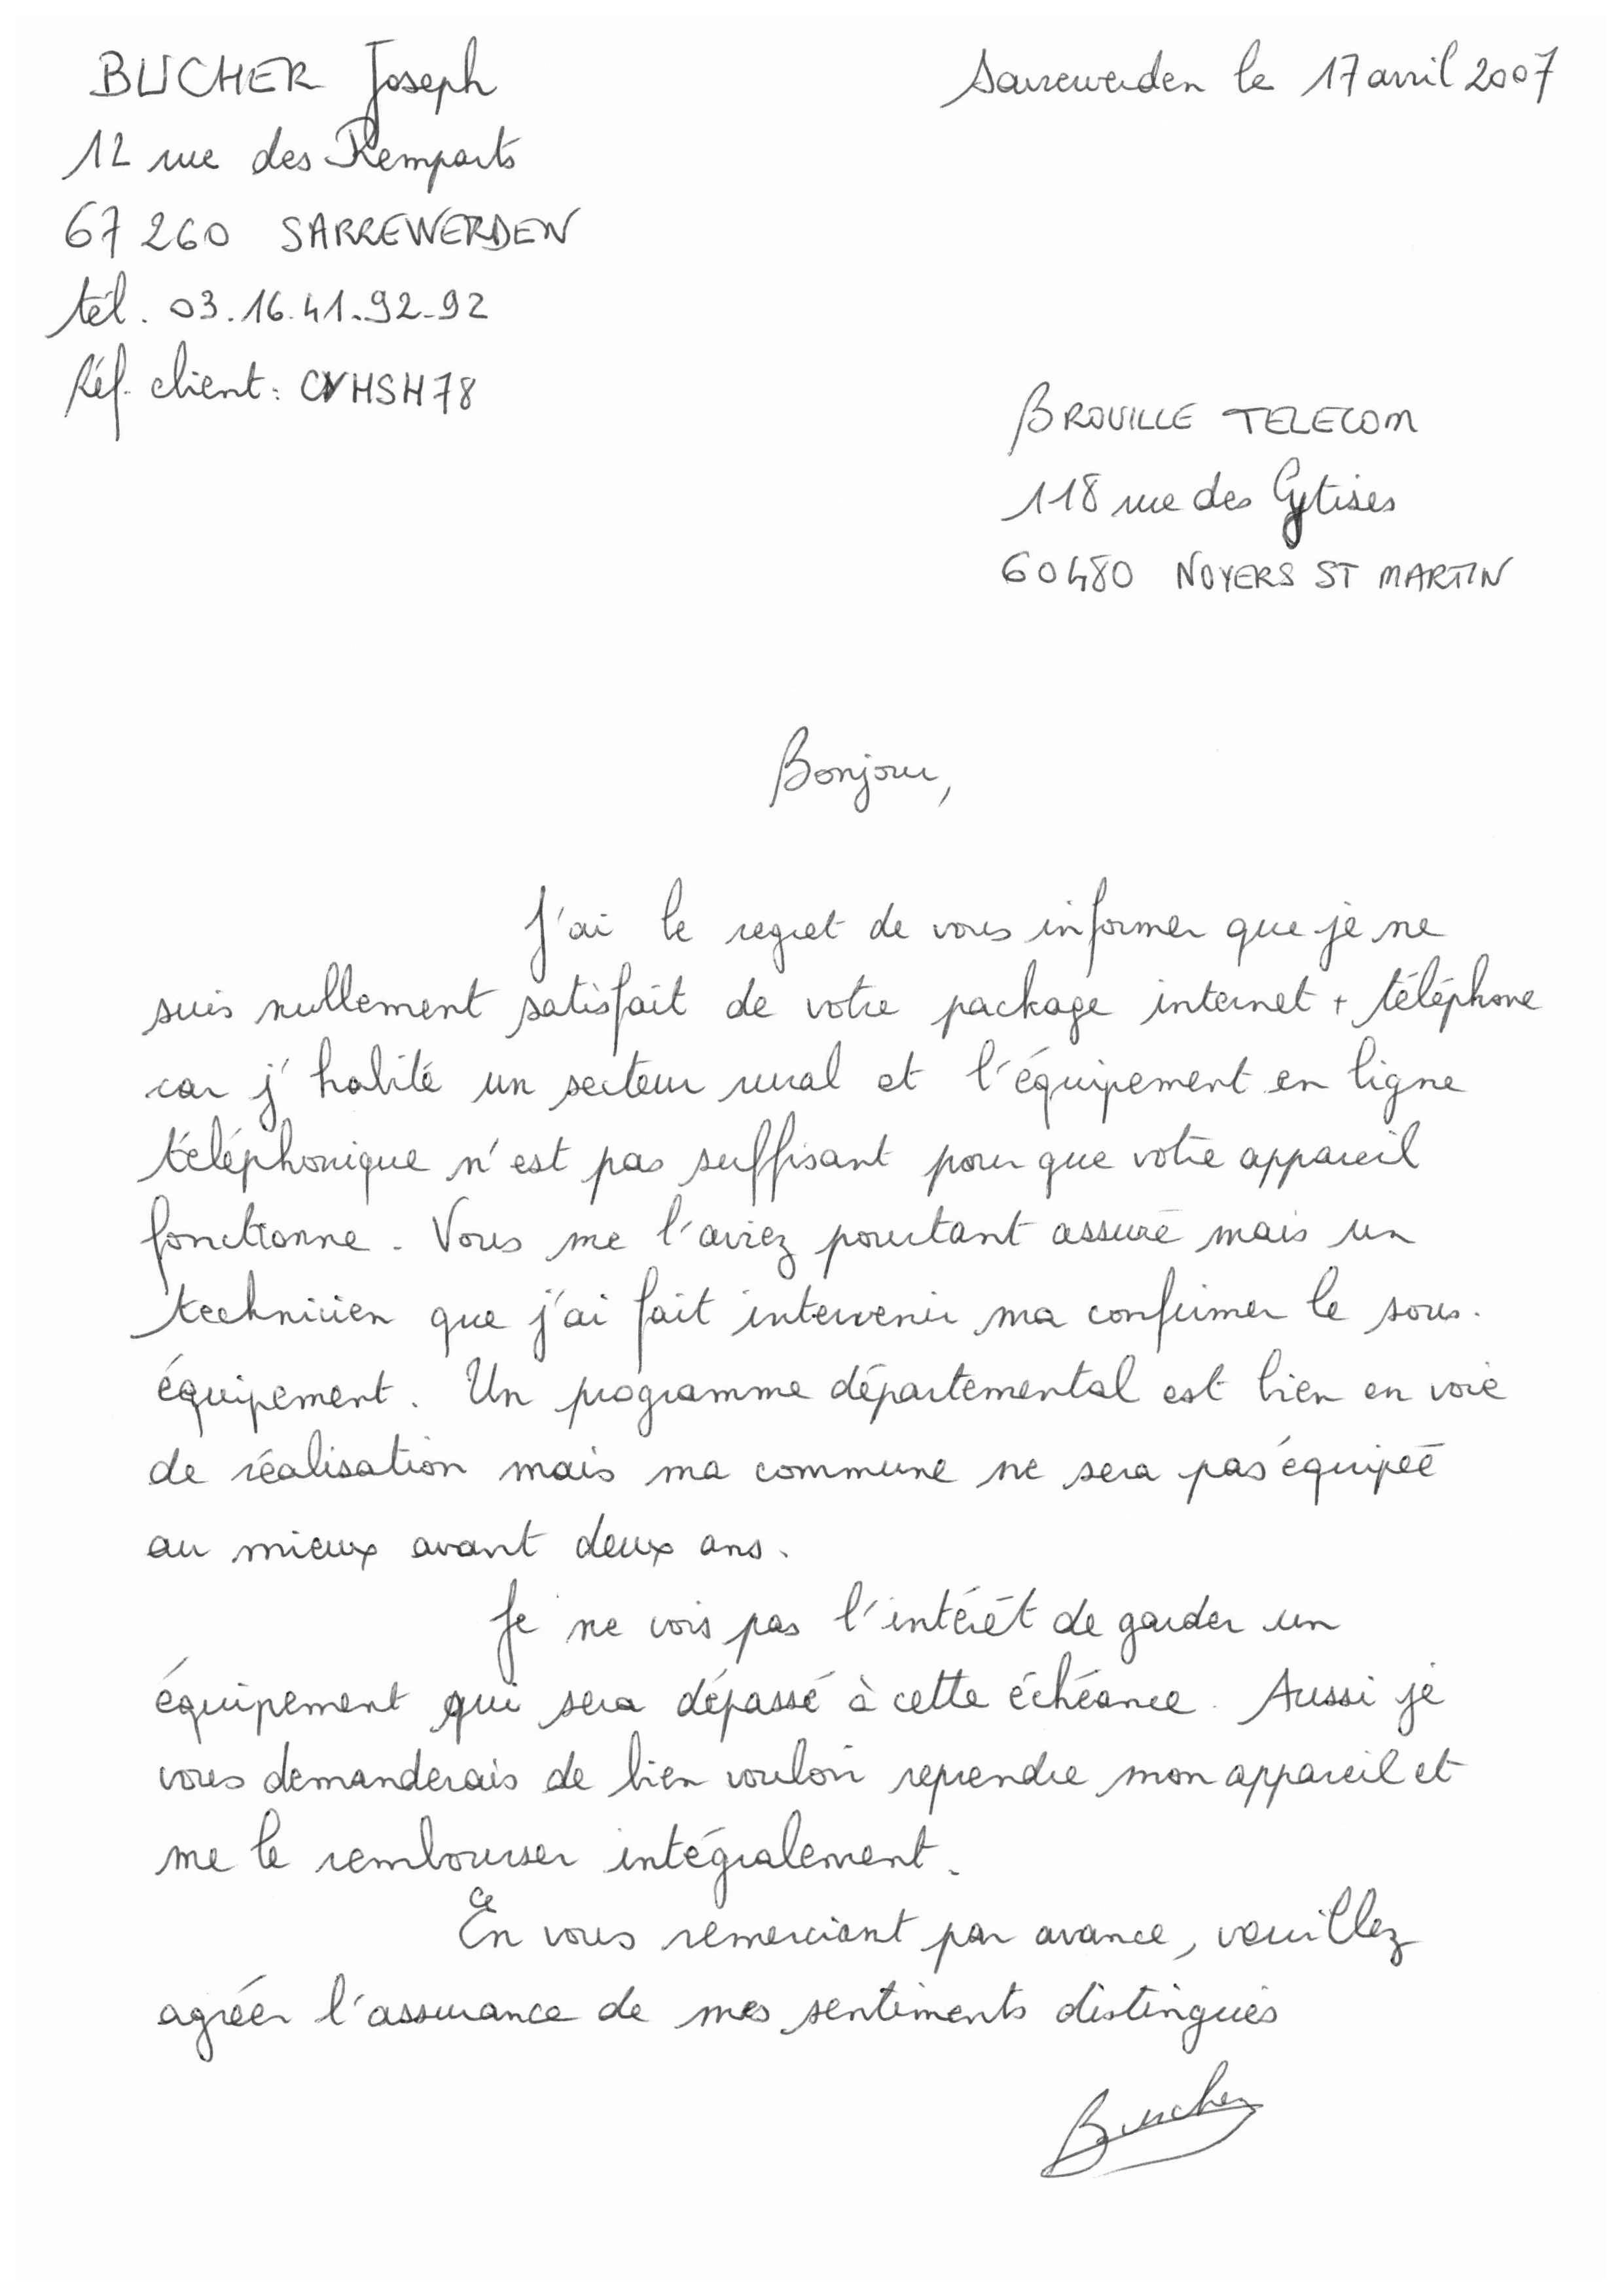 BUCHER Joseph
Sarrewerden le 17 avril 2007
12 rue des Remparts
67 260 SARREWERDEN
tél. 03.16.41.92.92
Réf. client : CVHSH78
BROUILLE TELECOM
118 rue des Cytises
60480 NOYERS ST MARTIN
Bonjour,
J'ai le regret de vous informer que je ne
suis nullement satisfait de votre package internet + téléphone
car j' habite un secteur rural et l'équipement en ligne
téléphonique n'est pas suffisant pour que votre appareil
fonctionne. Vous me l'aviez pourtant assuré mais un
technicien que j'ai fait intervenir ma confirmer le sous-
équipement. Un programme départemental est bien en voie
de réalisation mais ma commune ne sera pas équipée
au mieux avant deux ans.
Je ne vois pas l'intérêt de garder un
équipement qui sera dépassé à cette échéance. Aussi je
vous demanderais de bien vouloir reprendre mon appareil et
me le rembourser intégralement.
En vous remerciant par avance, veuillez
agréer l'assurance de mes sentiments distingués
Bucher